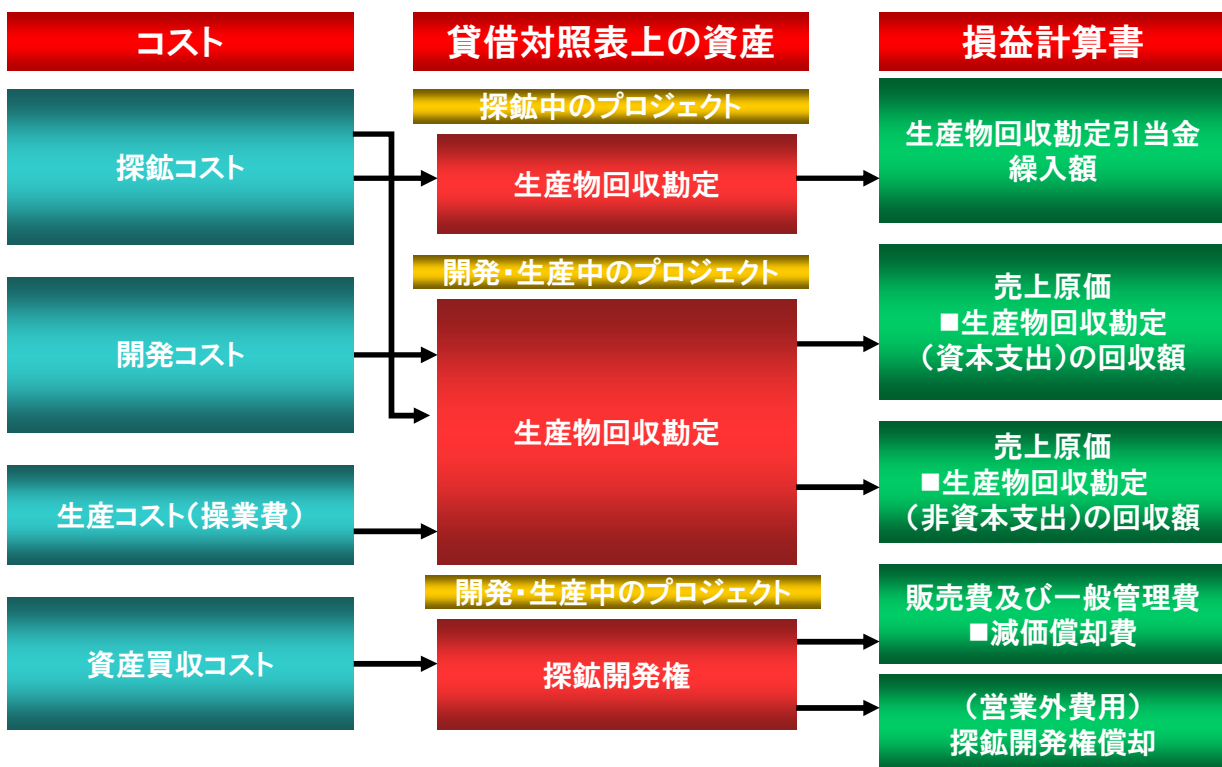 コスト
貸借対照表上の資産
損益計算書
探鉱コスト
開発コスト
生産コスト(操業費)
資産買収コスト
探鉱中のプロジェクト
生産物回収勘定
開発・生産中のプロジェクト
生産物回収勘定
開発・生産中のプロジェクト
探鉱開発権
生産物回収勘定引当金
繰入額
売上原価
■生産物回収勘定
(資本支出)の回収額
売上原価
■生産物回収勘定
(非資本支出)の回収額
販売費及び一般管理費
■減価償却費
(営業外費用)
探鉱開発権償却